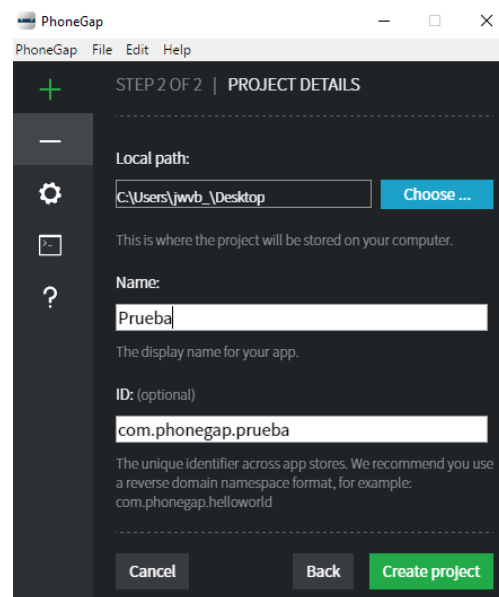 PhoneGap
PhoneGap File Edit Help
STEP 2 OF 2 | PROJECT DETAILS
Local path:
C:\Users\jwvb_\Desktop
Choose ...
This is where the project will be stored on your computer.
Name:
Prueba
The display name for your app.
ID: (optional)
com.phonegap.prueba
The unique identifier across app stores. We recommend you use
a reverse domain namespace format, for example:
com.phonegap.helloworld
Cancel
Back
Create project